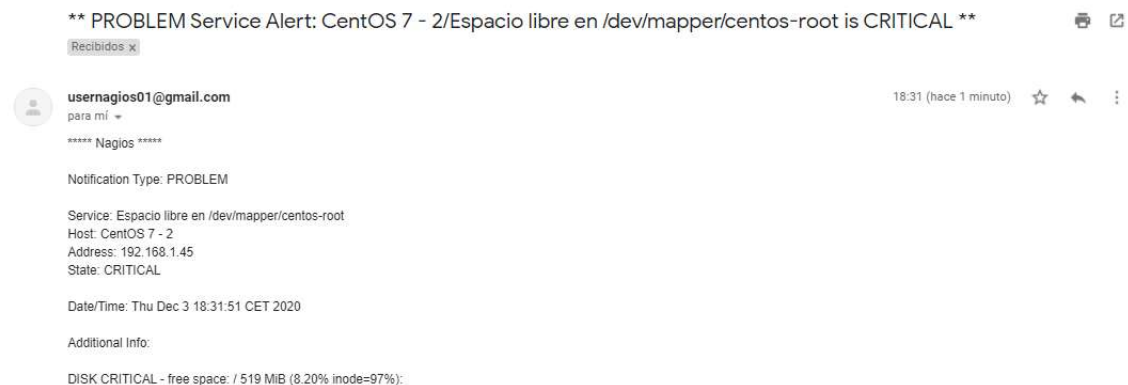 ** PROBLEM Service Alert: CentOS 7 - 2/Espacio libre en /dev/mapper/centos-root is CRITICAL **
Recibidos x
usernagios01@gmail.com
18:31 (hace 1 minuto)
para mí
***** Nagios *****
Notification Type: PROBLEM
Service: Espacio libre en /dev/mapper/centos-root
Host: CentOS 7 - 2
Address: 192.168.1.45
State: CRITICAL
Date/Time: Thu Dec 3 18:31:51 CET 2020
Additional Info:
DISK CRITICAL - free space: / 519 MiB (8.20% inode=97%):